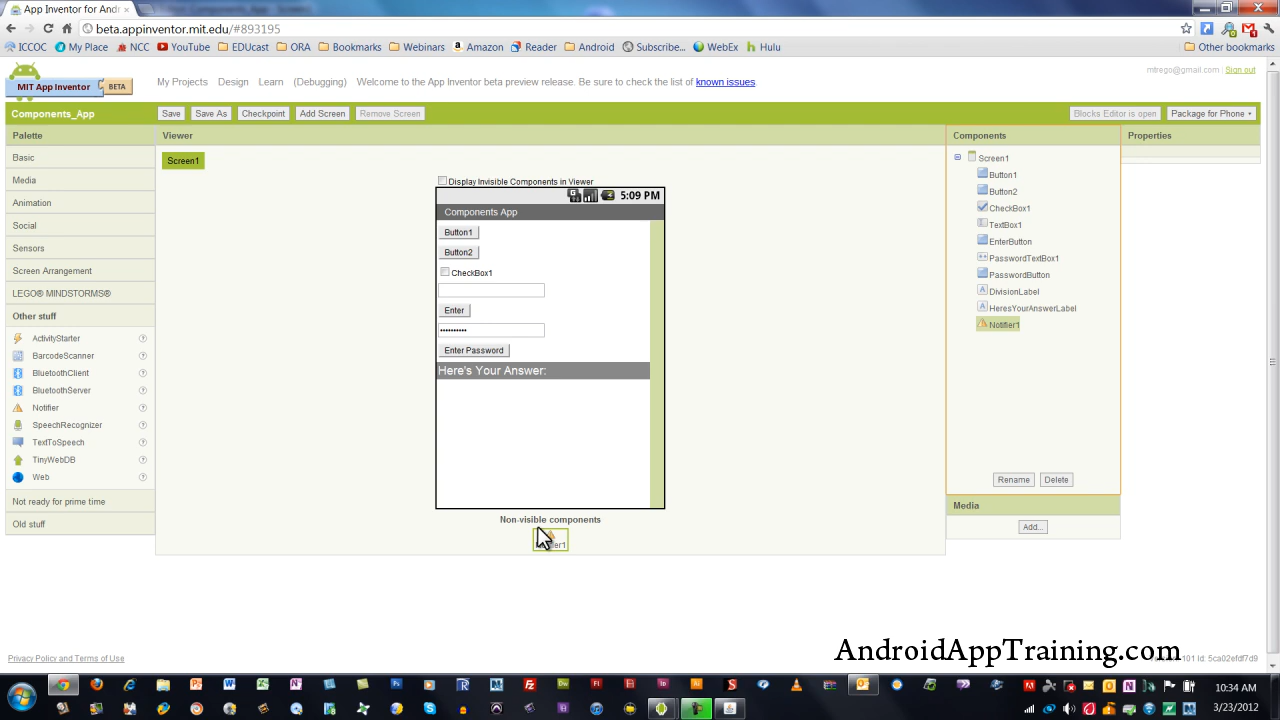 App Inventor for Andr
beta.appinventor.mit.edu/#893195
ICCOC My Place NCC YouTube EDUcast ORA Bookmarks Webinars Amazon Reader Android Subscribe... WebEx Hulu Other bookmarks
MIT App Inventor BETA
My Projects Design Learn (Debugging) Welcome to the App Inventor beta preview release. Be sure to check the list of known issues.
mtrego@gmail.com | Sign out
Components_App Save Save As Checkpoint Add Screen Remove Screen Blocks Editor is open Package for Phone
Palette
Basic
Media
Animation
Social
Sensors
Screen Arrangement
LEGO® MINDSTORMS®
Other stuff
ActivityStarter
BarcodeScanner
BluetoothClient
BluetoothServer
Notifier
SpeechRecognizer
TextToSpeech
TinyWebDB
Web
Not ready for prime time
Old stuff
Viewer
Screen1
Display Invisible Components in Viewer
5:09 PM
Components App
Button1
Button2
CheckBox1
Enter
Enter Password
Here's Your Answer:
Non-visible components
Components
Screen1
Button1
Button2
CheckBox1
TextBox1
EnterButton
PasswordTextBox1
PasswordButton
DivisionLabel
HeresYourAnswerLabel
Notifier1
Rename Delete
Media
Add...
Properties
AndroidAppTraining.com
Privacy Policy and Terms of Use
101 Id: 5ca02efdf7d9
10:34 AM
3/23/2012